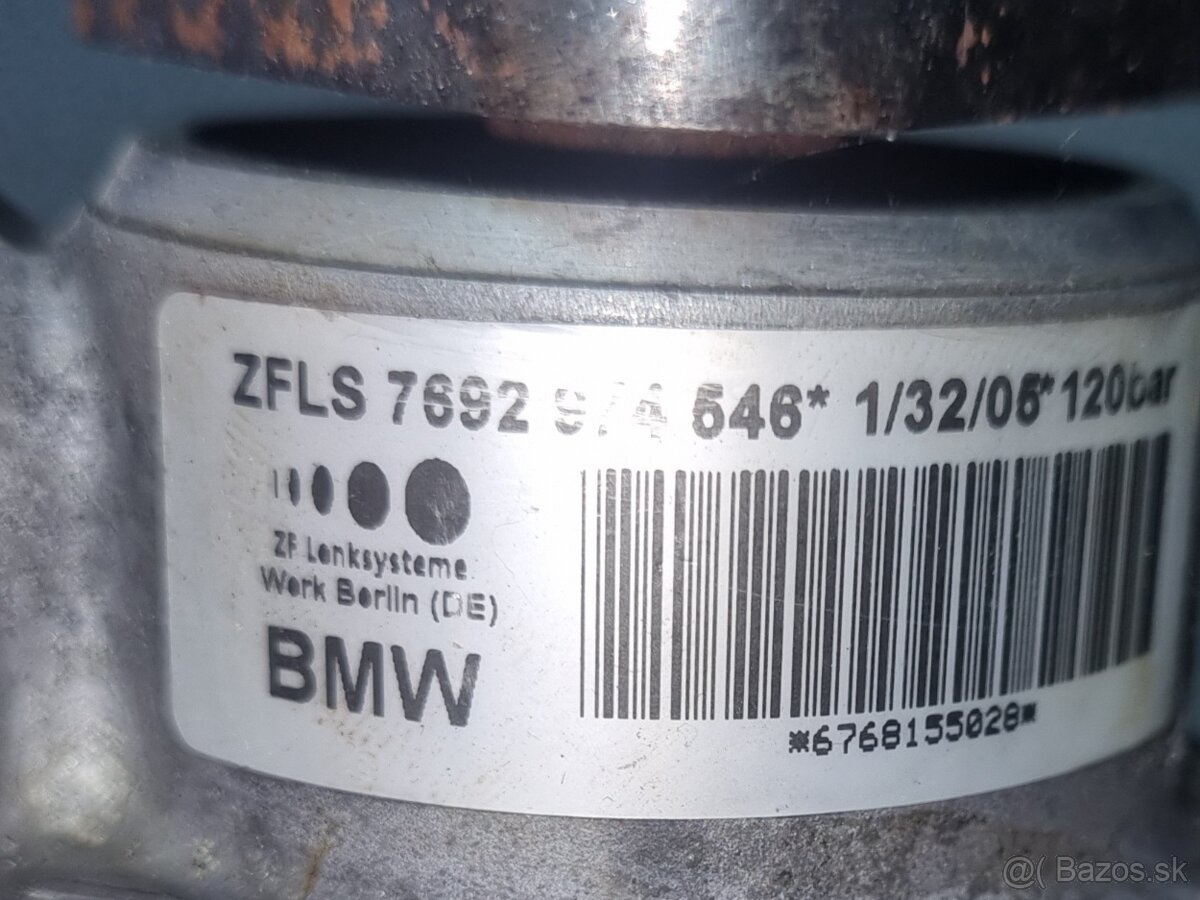 ZFLS 7692 974 546* 1/32/05*120bar
ZF Lenksysteme
Werk Berlin (DE)
BMW
*6768155028*
@( Bazos.sk